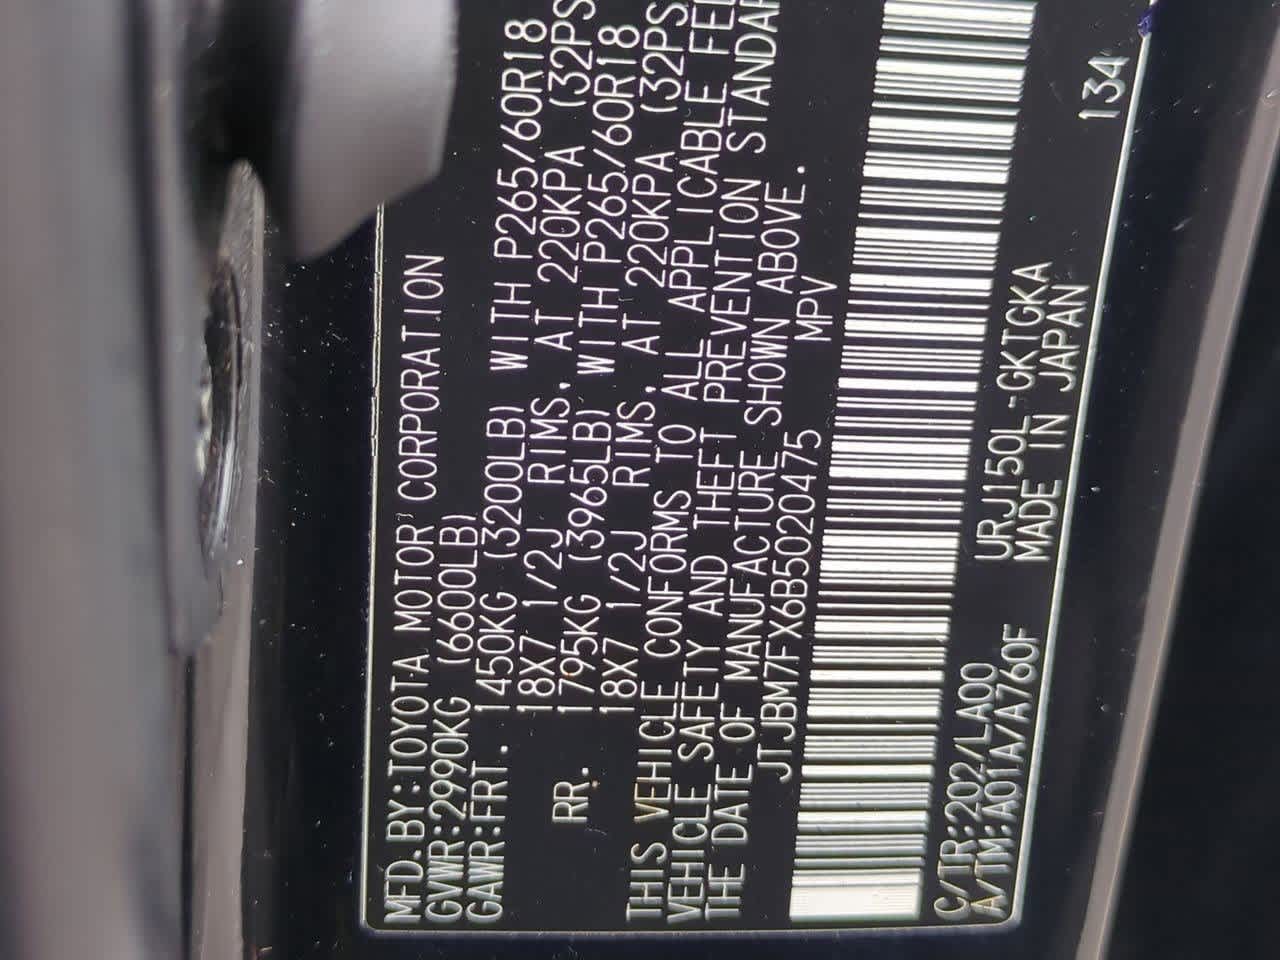 MFD.BY:TOYOTA MOTOR CORPORATION
GVWR:2990KG (6600LB)
GAWR:FRT. 1450KG (3200LB) WITH P265/60R18
18X7 1/2J RIMS, AT 220KPA (32PS
RR. 1795KG (3965LB) WITH P265/60R18
18X7 1/2J RIMS, AT 220KPA (32PS
THIS VEHICLE CONFORMS TO ALL APPLICABLE FED
VEHICLE SAFETY AND THEFT PREVENTION STANDAR
THE DATE OF MANUFACTURE SHOWN ABOVE.
JTJBM7FX6B5020475 MPV
C/TR:202/LA00 URJ150L-GKTGKA
A/TM:A01A/A760F MADE IN JAPAN
134